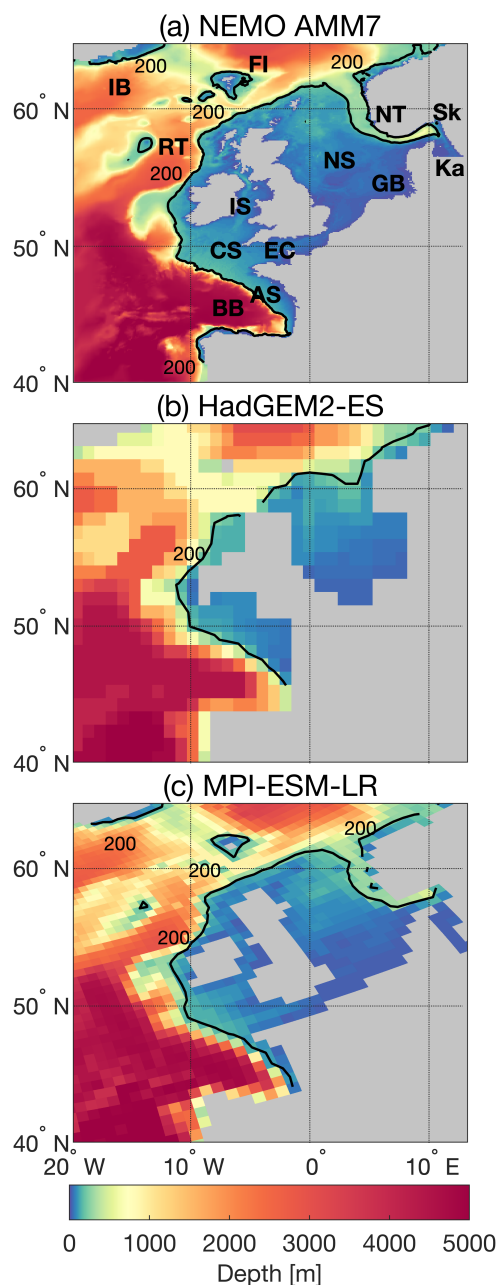 (a) NEMO AMM7
200
FI
IB
200
60° N
NT
Sk
RT
NS
Ka
200
GB
IS
50° N
CS
EC
AS
BB
200
40° N
(b) HadGEM2-ES
60° N
200
50° N
40° N
(c) MPI-ESM-LR
200
200
60° N
200
50° N
40° N
20° W
10° W
0°
10° E
0 1000 2000 3000 4000 5000
Depth [m]